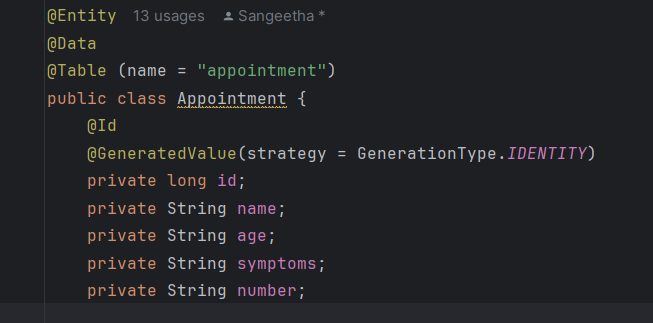 @Entity 13 usages Sangeetha *
@Data
@Table (name = "appointment")
public class Appointment {
@Id
@GeneratedValue(strategy = GenerationType.IDENTITY)
private long id;
private String name;
private String age;
private String symptoms;
private String number;